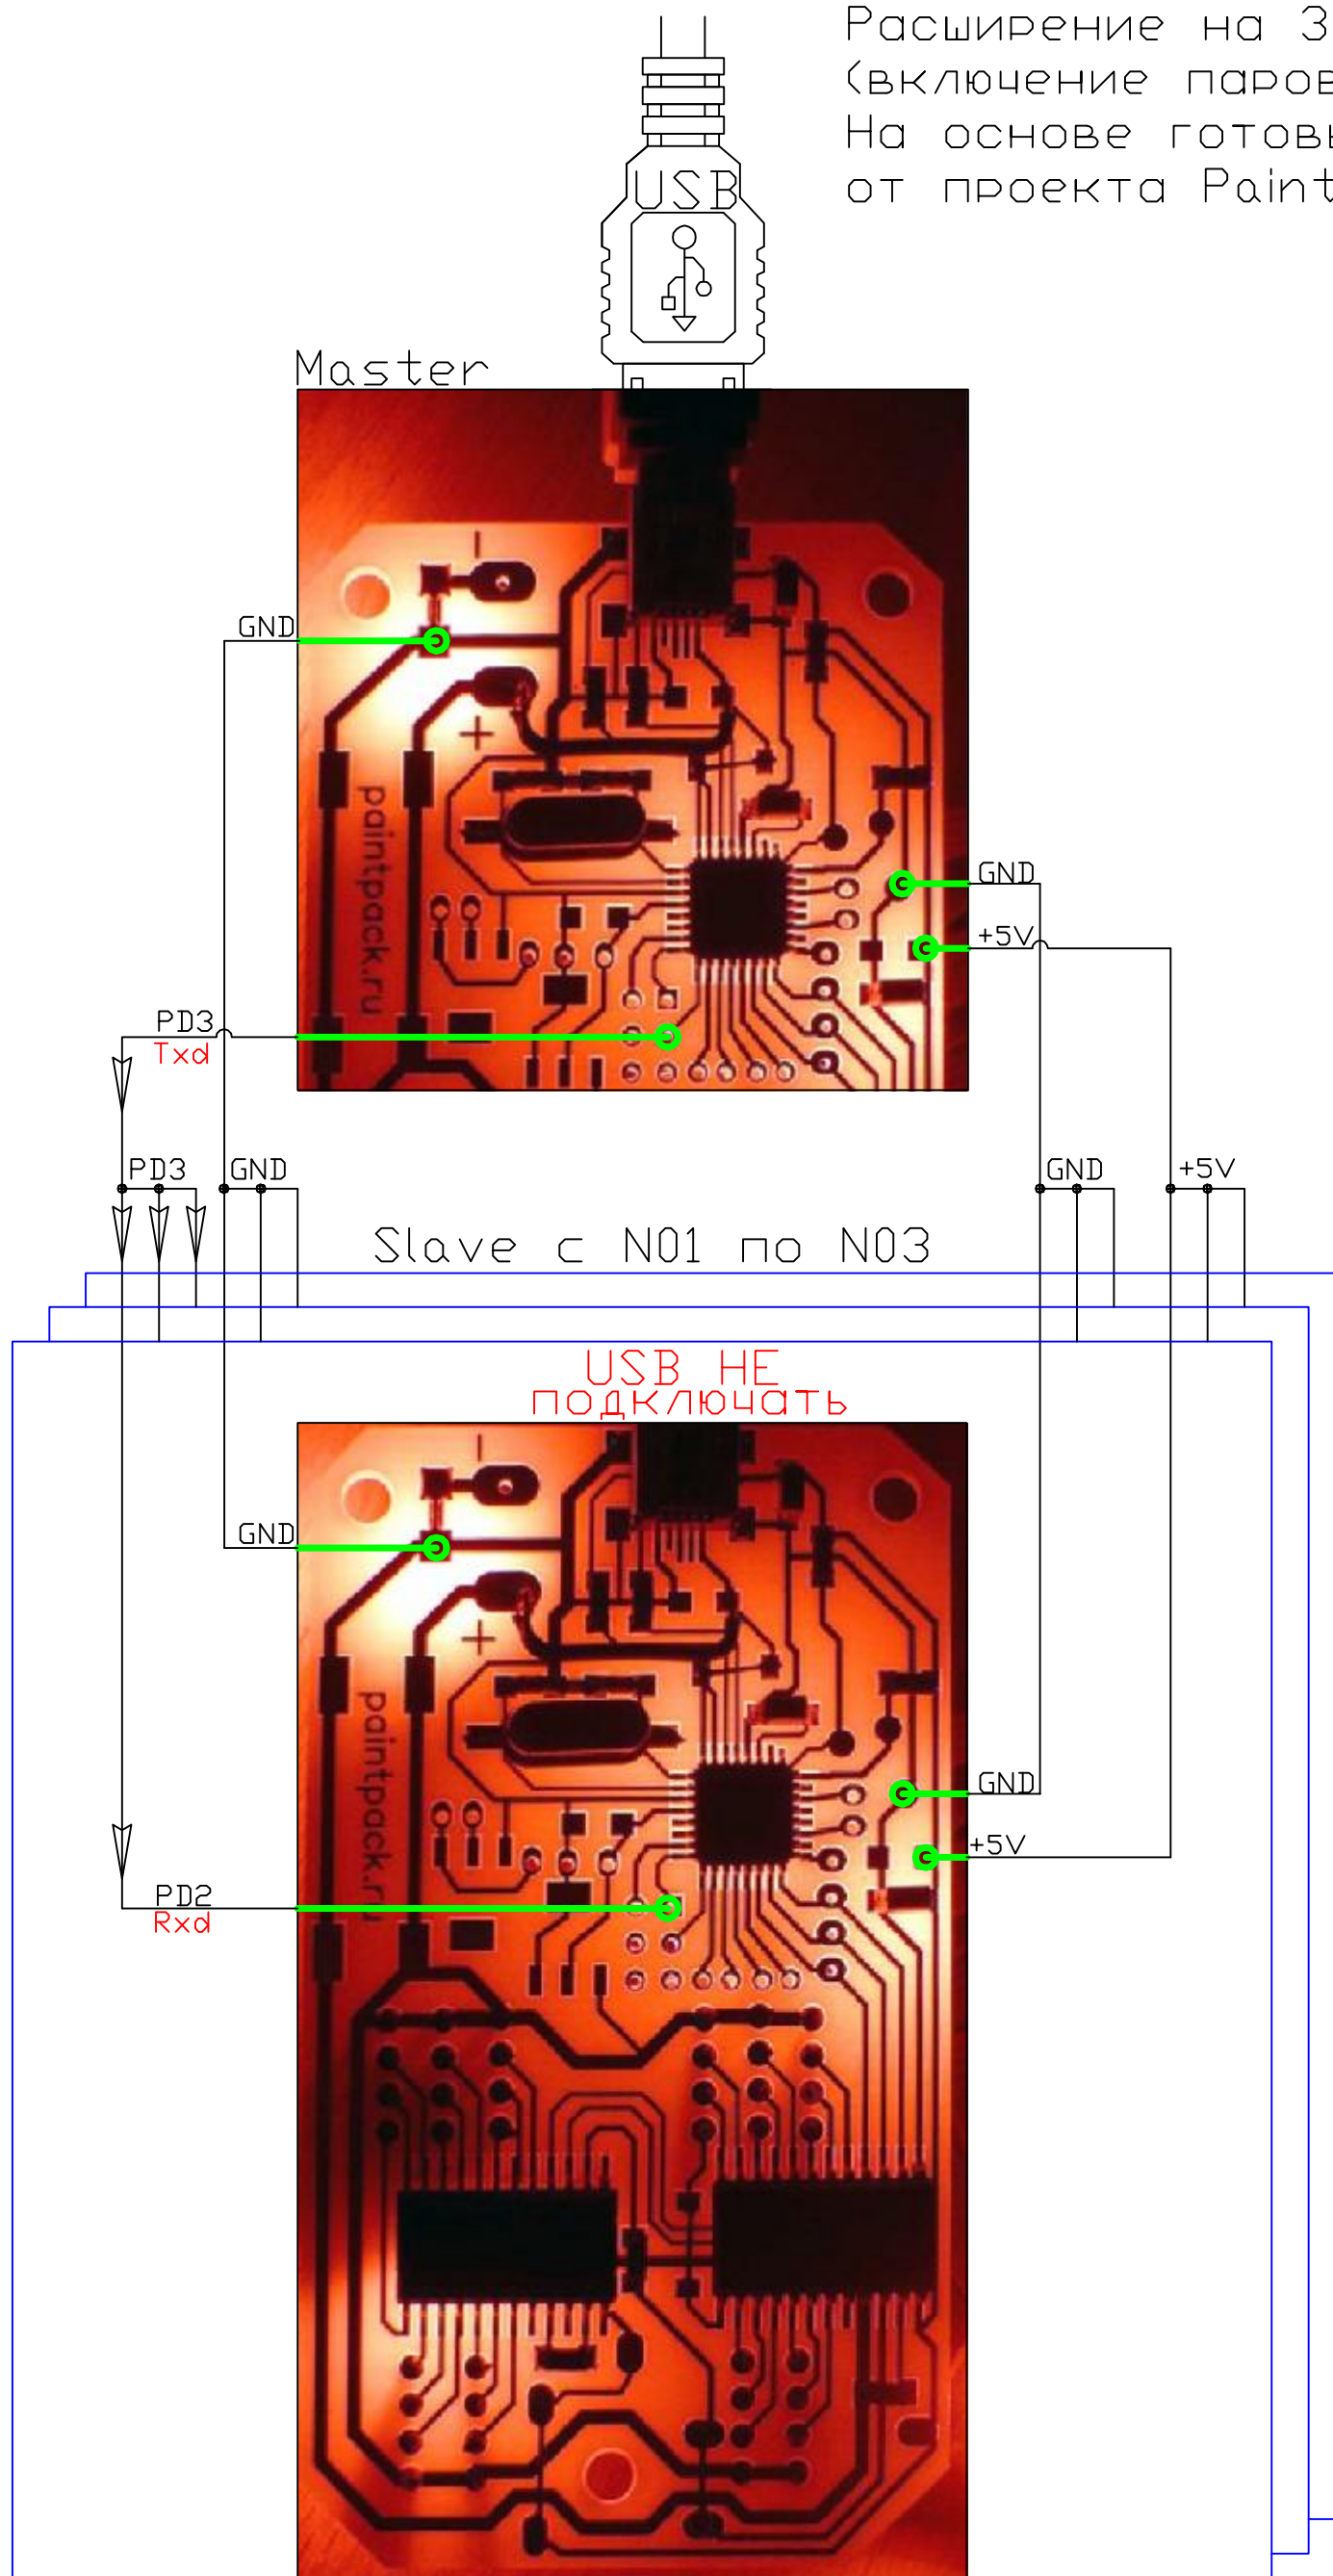 Расширение на 3
(включение паров
На основе готовы
от проекта Paint
USB
Master
GND
paintpack.ru
GND
+5V
PD3
Txd
PD3
GND
GND
+5V
Slave с N01 по N03
USB НЕ
подключать
GND
paintpack.ru
GND
+5V
PD2
Rxd